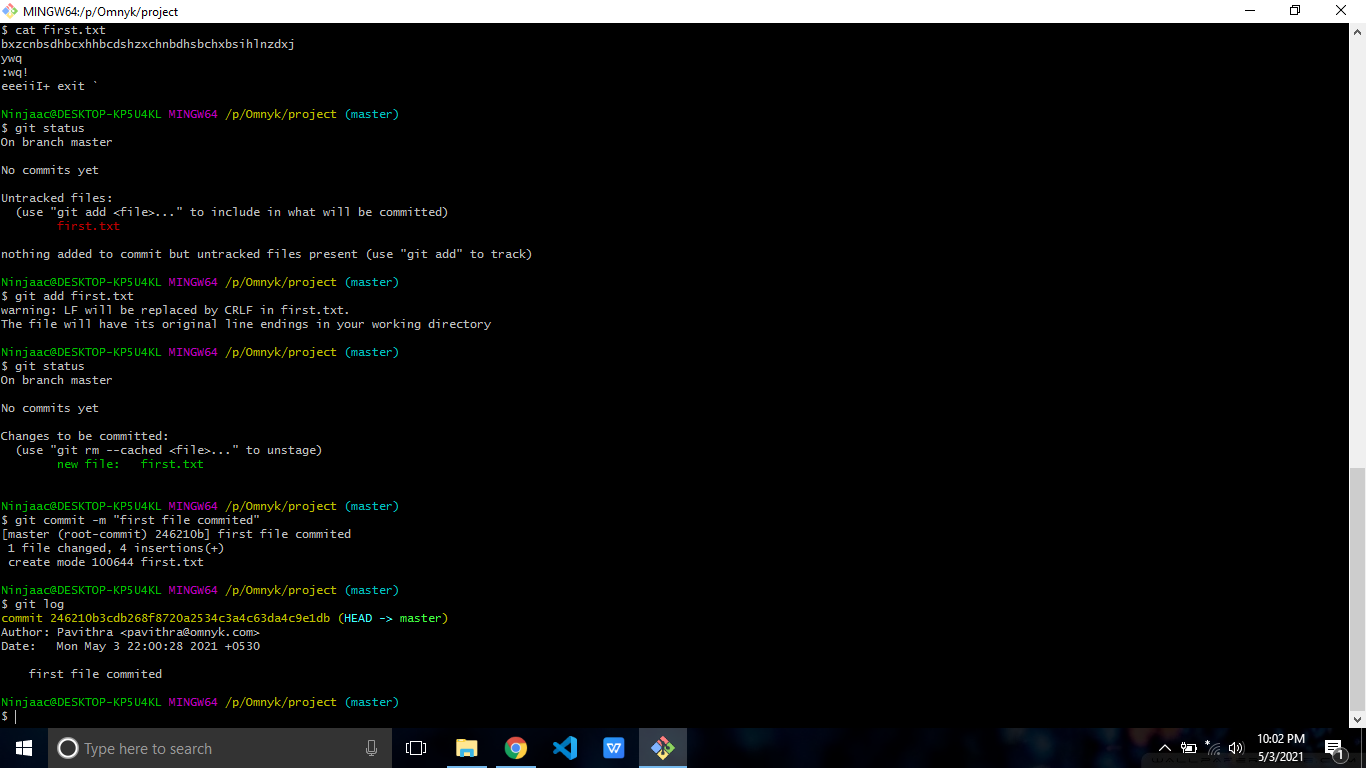 MINGW64:/p/Omnyk/project
$ cat first.txt
bxzcnbsdhbcxhhbcdshzxchnbdhsbchxbsihlnzdxj
ywq
:wq!
eeeiiI+ exit `
Ninjaac@DESKTOP-KP5U4KL MINGW64 /p/Omnyk/project (master)
$ git status
On branch master
No commits yet
Untracked files:
(use "git add <file>..." to include in what will be committed)
first.txt
nothing added to commit but untracked files present (use "git add" to track)
Ninjaac@DESKTOP-KP5U4KL MINGW64 /p/Omnyk/project (master)
$ git add first.txt
warning: LF will be replaced by CRLF in first.txt.
The file will have its original line endings in your working directory
Ninjaac@DESKTOP-KP5U4KL MINGW64 /p/Omnyk/project (master)
$ git status
On branch master
No commits yet
Changes to be committed:
(use "git rm --cached <file>..." to unstage)
new file:   first.txt
Ninjaac@DESKTOP-KP5U4KL MINGW64 /p/Omnyk/project (master)
$ git commit -m "first file commited"
[master (root-commit) 246210b] first file commited
1 file changed, 4 insertions(+)
create mode 100644 first.txt
Ninjaac@DESKTOP-KP5U4KL MINGW64 /p/Omnyk/project (master)
$ git log
commit 246210b3cdb268f8720a2534c3a4c63da4c9e1db (HEAD -> master)
Author: Pavithra <pavithra@omnyk.com>
Date:   Mon May 3 22:00:28 2021 +0530
first file commited
Ninjaac@DESKTOP-KP5U4KL MINGW64 /p/Omnyk/project (master)
$
Type here to search
10:02 PM
5/3/2021
1